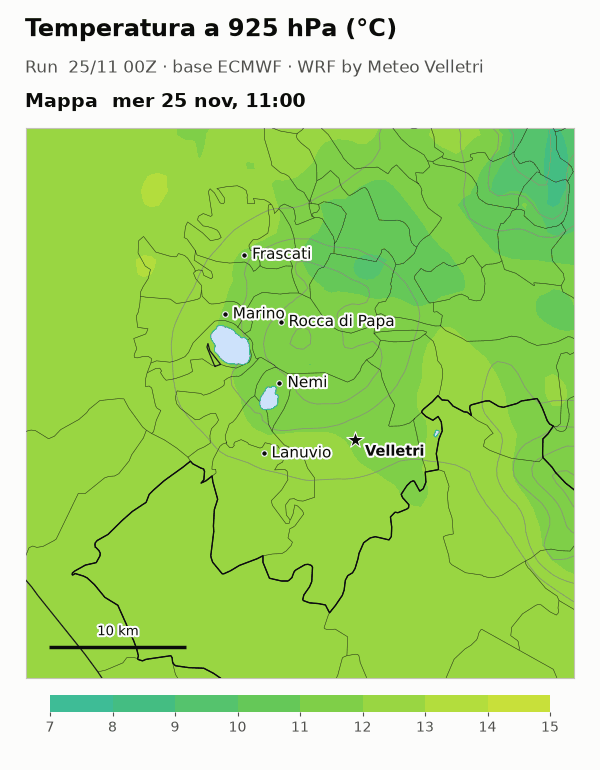 Temperatura a 925 hPa (°C)
Run  25/11 00Z · base ECMWF · WRF by Meteo Velletri
Mappa  mer 25 nov, 11:00
Frascati
Marino
Rocca di Papa
Nemi
Velletri
Lanuvio
10 km
7 8 9 10 11 12 13 14 15